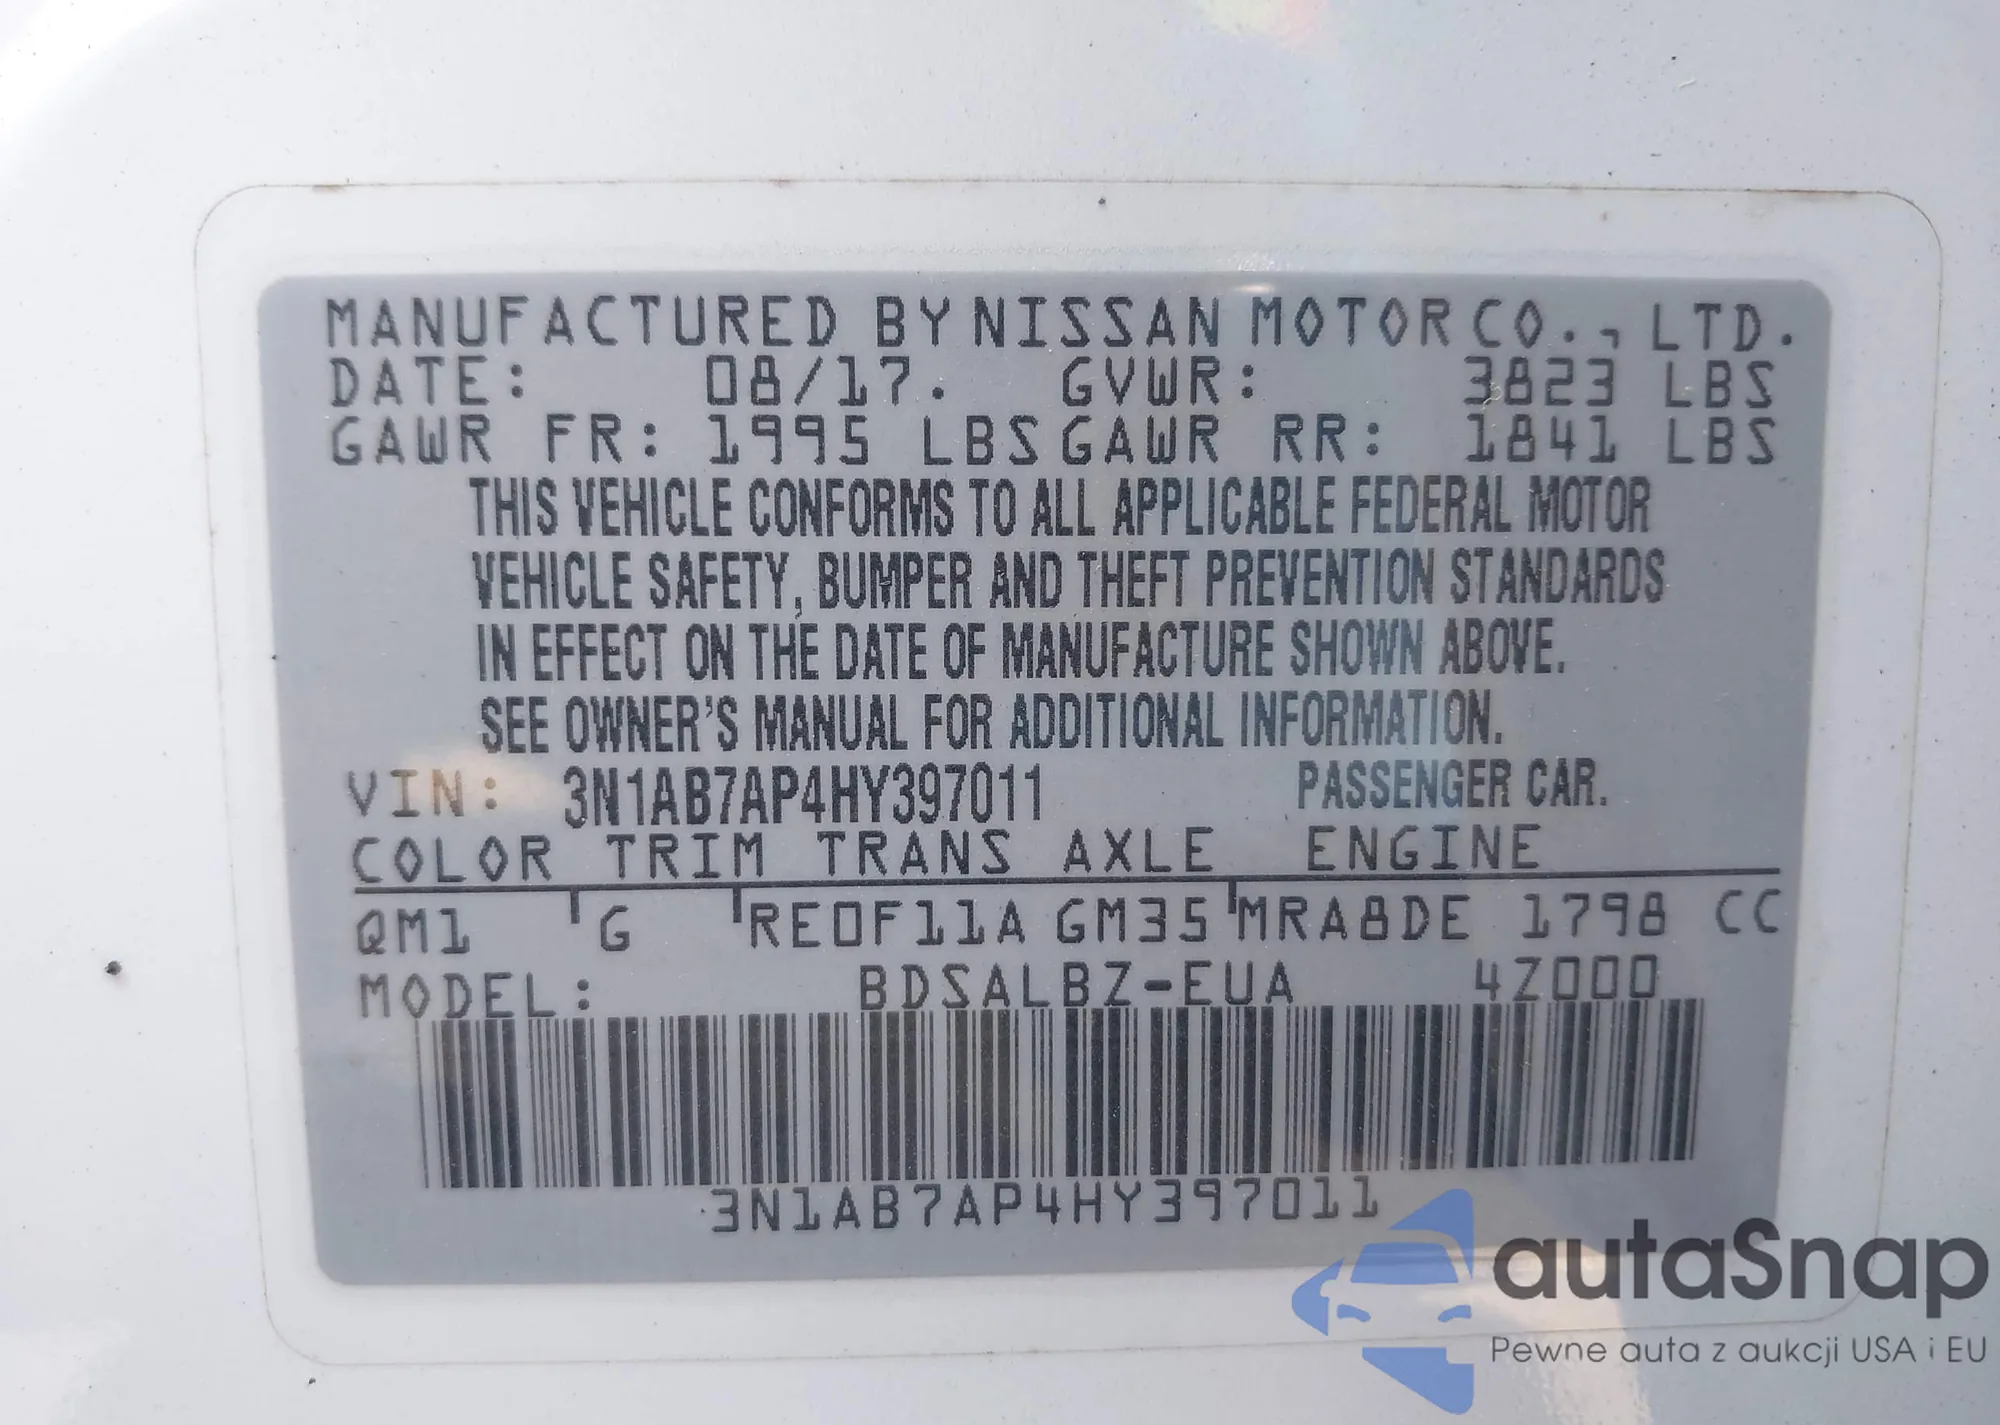 MANUFACTURED BY NISSAN MOTOR CO., LTD.
DATE: 08/17. GVWR: 3823 LBS
GAWR FR: 1995 LBS GAWR RR: 1841 LBS
THIS VEHICLE CONFORMS TO ALL APPLICABLE FEDERAL MOTOR
VEHICLE SAFETY, BUMPER AND THEFT PREVENTION STANDARDS
IN EFFECT ON THE DATE OF MANUFACTURE SHOWN ABOVE.
SEE OWNER'S MANUAL FOR ADDITIONAL INFORMATION.
VIN: 3N1AB7AP4HY397011 PASSENGER CAR.
COLOR TRIM TRANS AXLE ENGINE
QM1 G RE0F11A GM35 MRA8DE 1798 CC
MODEL: BDSALBZ-EUA 4Z000
3N1AB7AP4HY397011
autaSnap
Pewne auta z aukcji USA i EU